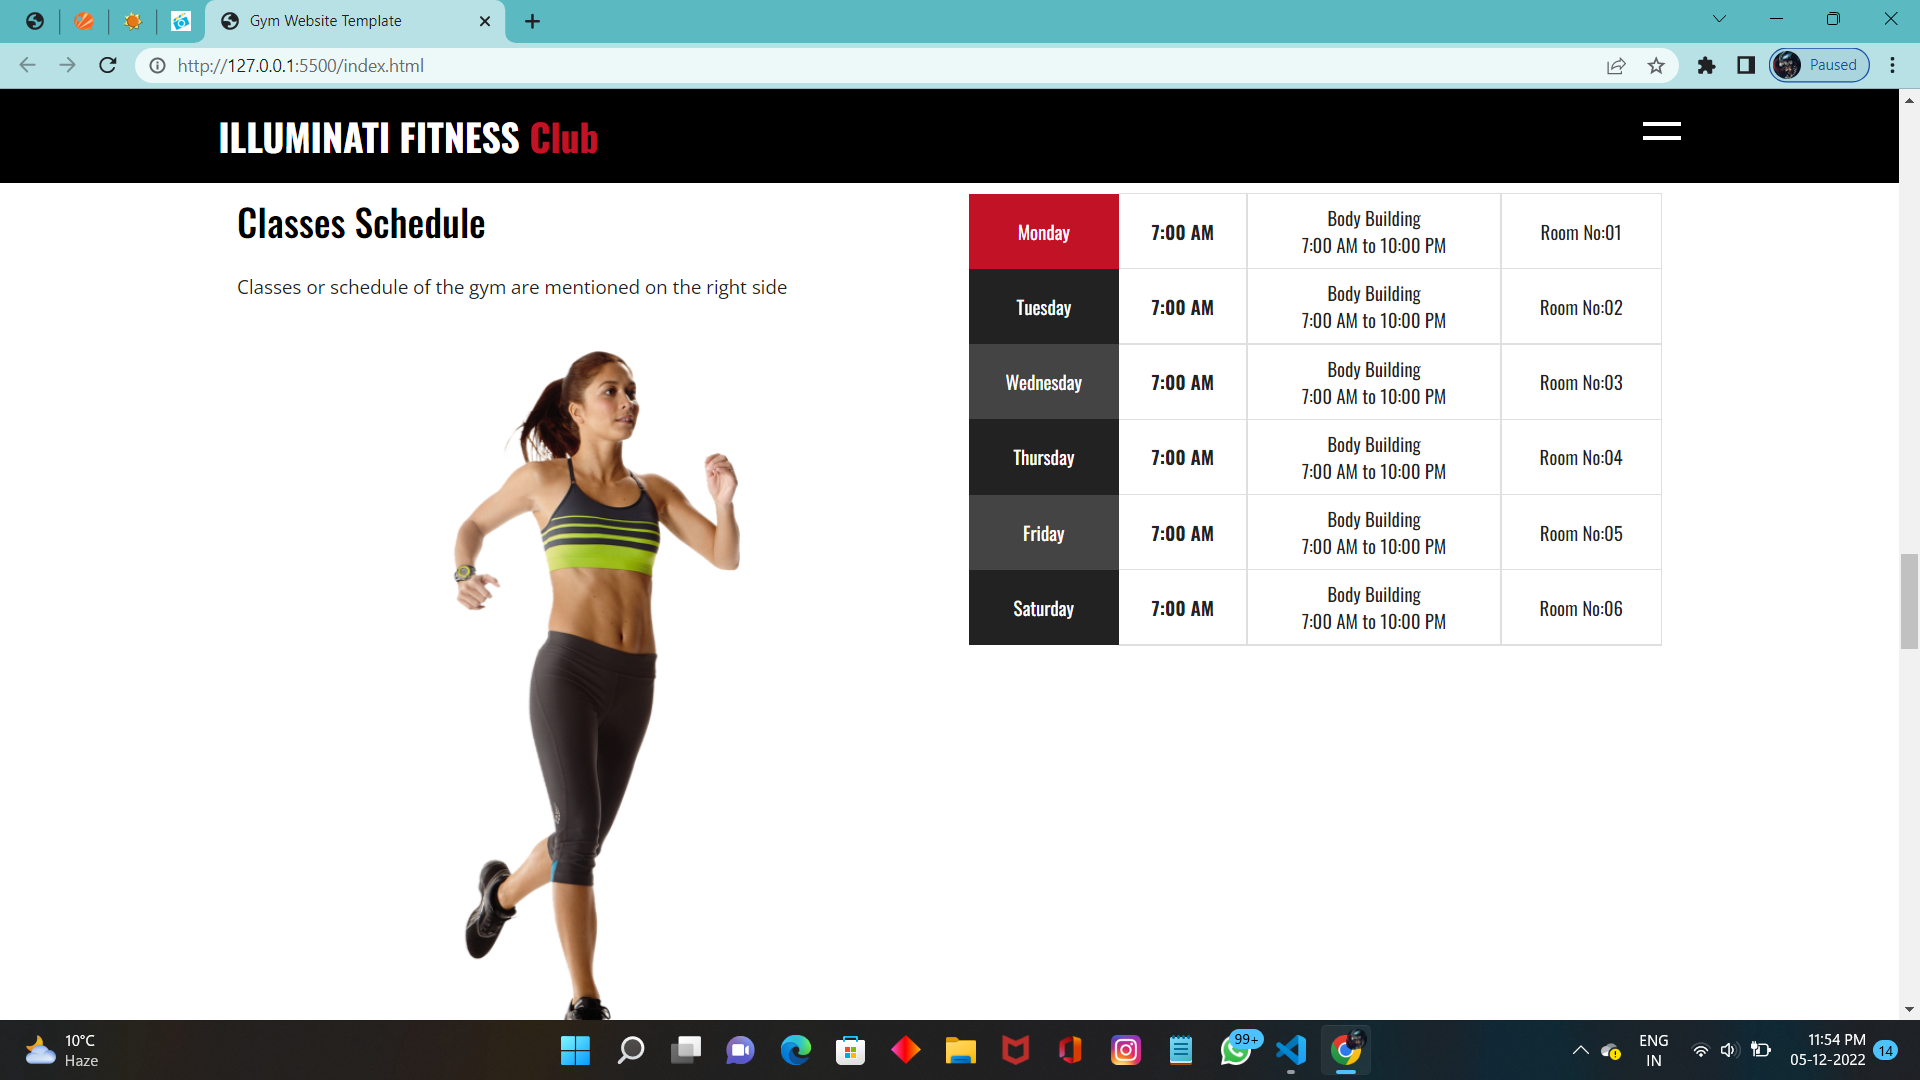 Gym Website Template
http://127.0.0.1:5500/index.html
Paused
ILLUMINATI FITNESS Club
Classes Schedule
Classes or schedule of the gym are mentioned on the right side
Monday 7:00 AM Body Building 7:00 AM to 10:00 PM Room No:01
Tuesday 7:00 AM Body Building 7:00 AM to 10:00 PM Room No:02
Wednesday 7:00 AM Body Building 7:00 AM to 10:00 PM Room No:03
Thursday 7:00 AM Body Building 7:00 AM to 10:00 PM Room No:04
Friday 7:00 AM Body Building 7:00 AM to 10:00 PM Room No:05
Saturday 7:00 AM Body Building 7:00 AM to 10:00 PM Room No:06
10°C
Haze
99+
ENG
IN
11:54 PM
05-12-2022
14